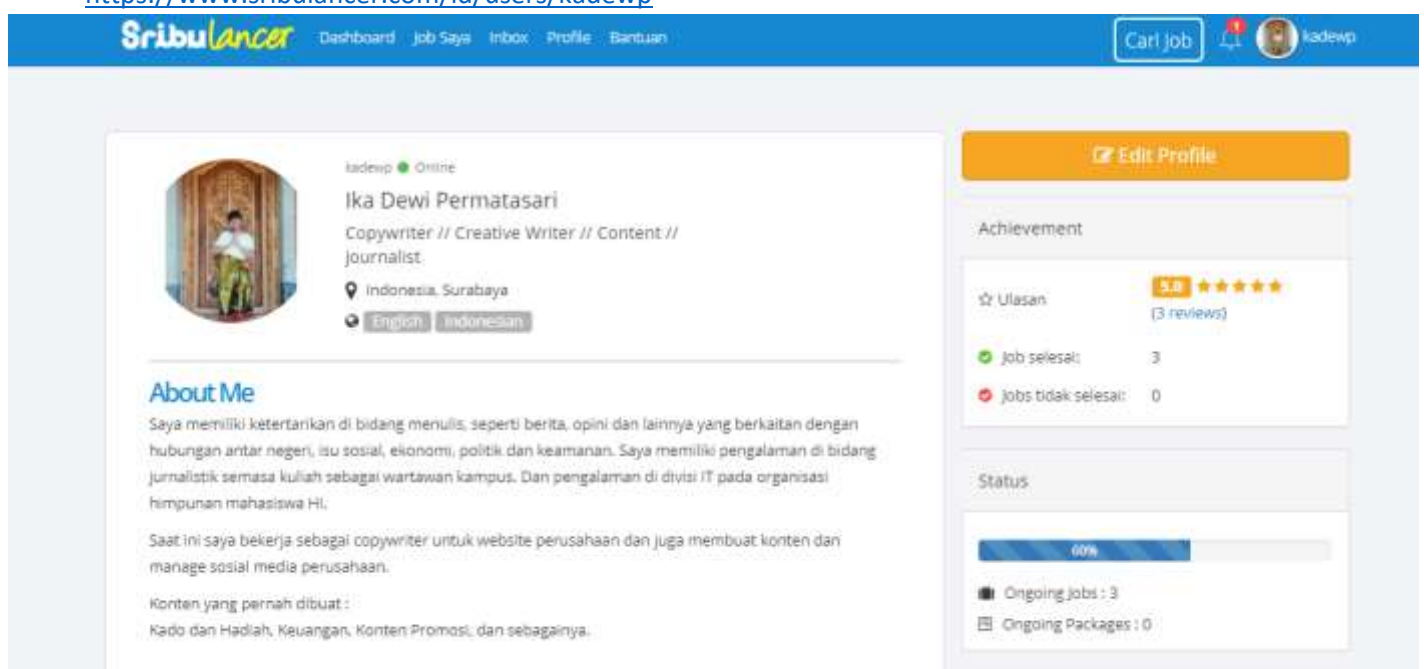 https://www.sribulancer.com/id/users/kadewp
Sribulancer Dashboard Job Saya Inbox Profile Bantuan Cari Job 1 kadewp
kadewp Online
Ika Dewi Permatasari
Copywriter // Creative Writer // Content //
journalist
Indonesia, Surabaya
English Indonesian
About Me
Saya memiliki ketertarikan di bidang menulis, seperti berita, opini dan lainnya yang berkaitan dengan
hubungan antar negeri, isu sosial, ekonomi, politik dan keamanan. Saya memiliki pengalaman di bidang
jurnalistik semasa kuliah sebagai wartawan kampus. Dan pengalaman di divisi IT pada organisasi
himpunan mahasiswa HI.
Saat ini saya bekerja sebagai copywriter untuk website perusahaan dan juga membuat konten dan
manage sosial media perusahaan.
Konten yang pernah dibuat :
Kado dan Hadiah, Keuangan, Konten Promosi, dan sebagainya.
Edit Profile
Achievement
Ulasan 5.0
(3 reviews)
Job selesai: 3
Jobs tidak selesai: 0
Status
60%
Ongoing Jobs : 3
Ongoing Packages : 0